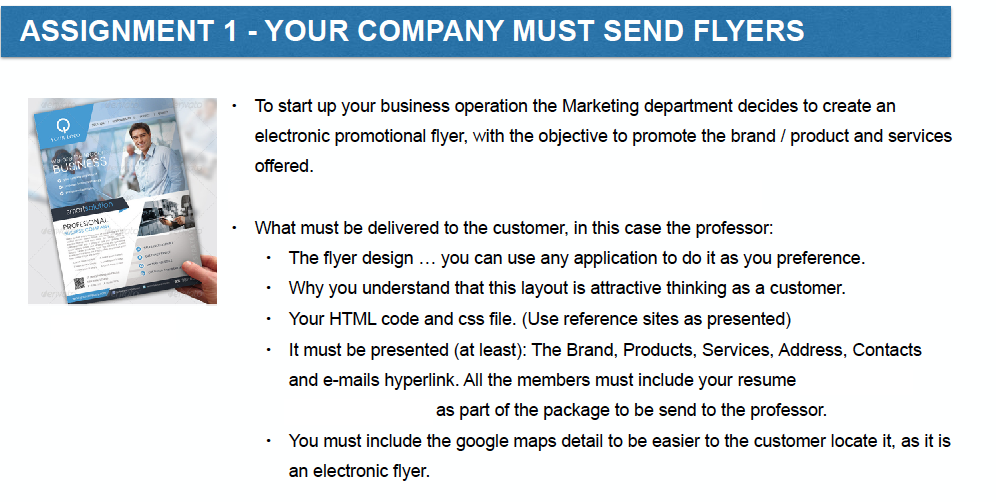 ASSIGNMENT 1 - YOUR COMPANY MUST SEND FLYERS
YOUR LOGO
BUSINESS
smartsolution
PROFESIONAL
BUSINESS COMPANY
• To start up your business operation the Marketing department decides to create an
electronic promotional flyer, with the objective to promote the brand / product and services
offered.
• What must be delivered to the customer, in this case the professor:
• The flyer design … you can use any application to do it as you preference.
• Why you understand that this layout is attractive thinking as a customer.
• Your HTML code and css file. (Use reference sites as presented)
• It must be presented (at least): The Brand, Products, Services, Address, Contacts
and e-mails hyperlink. All the members must include your resume
as part of the package to be send to the professor.
• You must include the google maps detail to be easier to the customer locate it, as it is
an electronic flyer.